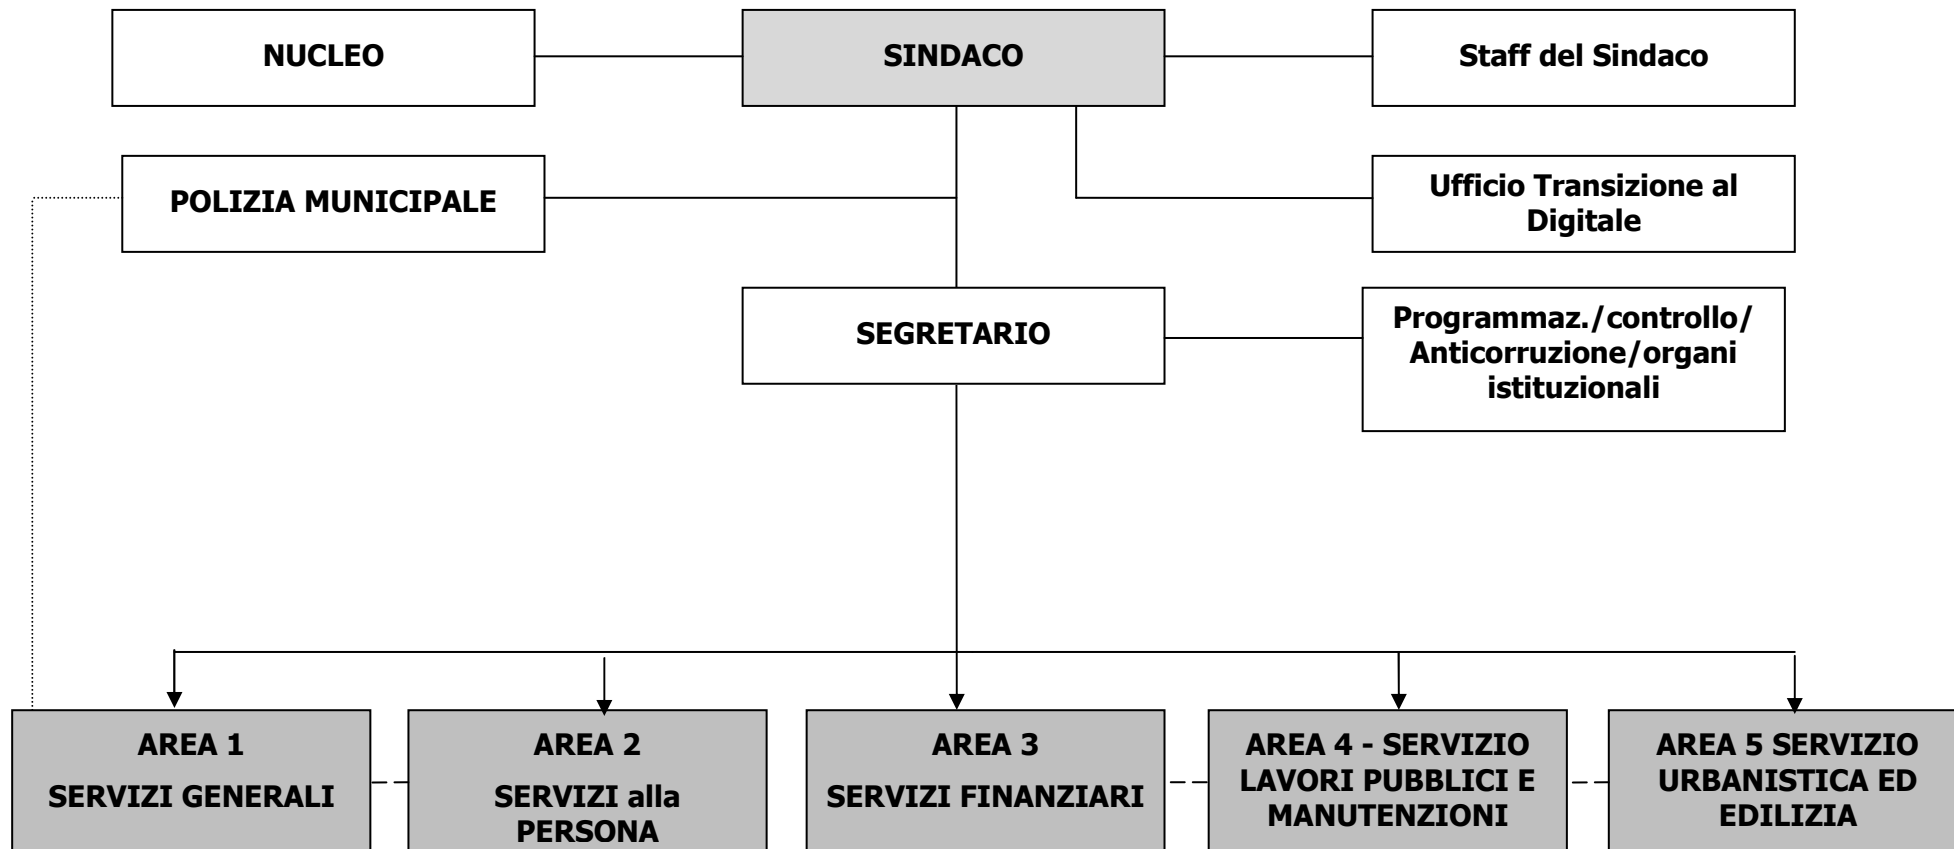 NUCLEO
SINDACO
Staff del Sindaco
POLIZIA MUNICIPALE
Ufficio Transizione al
Digitale
SEGRETARIO
Programmaz./controllo/
Anticorruzione/organi
istituzionali
AREA 1
SERVIZI GENERALI
AREA 2
SERVIZI alla
PERSONA
AREA 3
SERVIZI FINANZIARI
AREA 4 - SERVIZIO
LAVORI PUBBLICI E
MANUTENZIONI
AREA 5 SERVIZIO
URBANISTICA ED
EDILIZIA